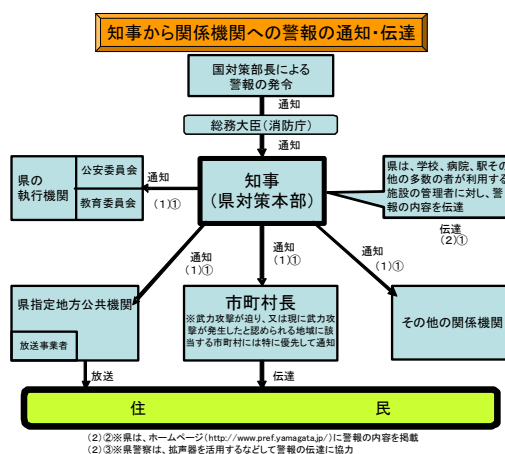 知事から関係機関への警報の通知・伝達
国対策部長による
警報の発令
通知
総務大臣(消防庁)
通知
県の
執行機関
公安委員会
教育委員会
通知
(1)①
知事
(県対策本部)
県は、学校、病院、駅その
他の多数の者が利用する
施設の管理者に対し、警
報の内容を伝達
伝達
(2)①
通知
(1)①
通知
(1)①
通知
(1)①
県指定地方公共機関
放送事業者
市町村長
※武力攻撃が迫り、又は現に武力攻
撃が発生したと認められる地域に該
当する市町村には特に優先して通知
その他の関係機関
放送
伝達
住 民
(2)②※県は、ホームページ(http://www.pref.yamagata.jp/)に警報の内容を掲載
(2)③※県警察は、拡声器を活用するなどして警報の伝達に協力